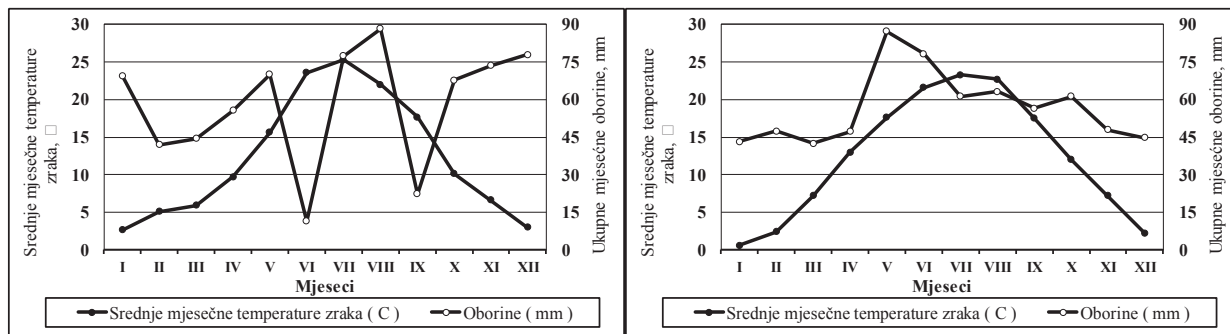 Srednje mjesečne temperature
zraka, □
30
25
20
15
10
5
0
90
75
60
45
30
15
0
Ukupne mjesećne oborine, mm
I II III IV V VI VII VIII IX X XI XII
Mjeseci
Srednje mjesečne temperature zraka ( C ) Oborine ( mm )
Srednje mjesečne temperature
zraka, □
30
25
20
15
10
5
0
90
75
60
45
30
15
0
Ukupne mjesećne oborine, mm
I II III IV V VI VII VIII IX X XI XII
Mjeseci
Srednje mjesečne temperature zraka ( C ) Oborine ( mm )